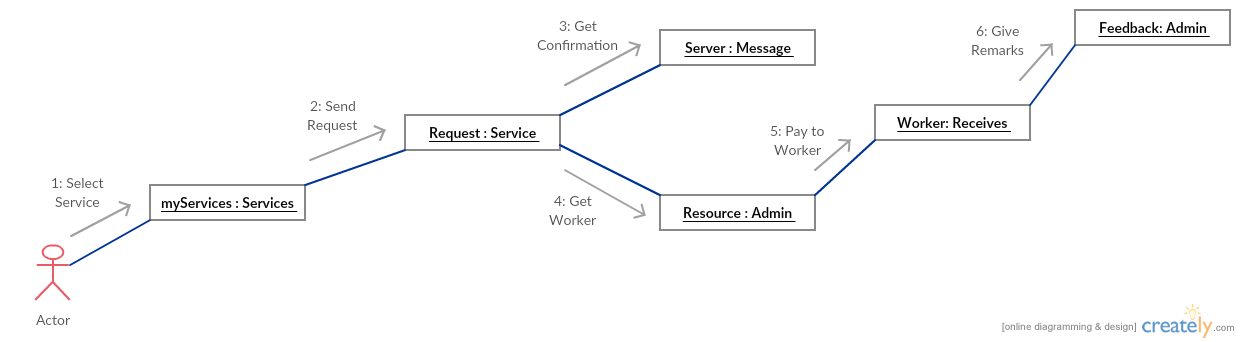 1: Select
Service
Actor
myServices : Services
2: Send
Request
Request : Service
3: Get
Confirmation
Server : Message
4: Get
Worker
Resource : Admin
5: Pay to
Worker
Worker: Receives
6: Give
Remarks
Feedback: Admin
[online diagramming & design] creately.com